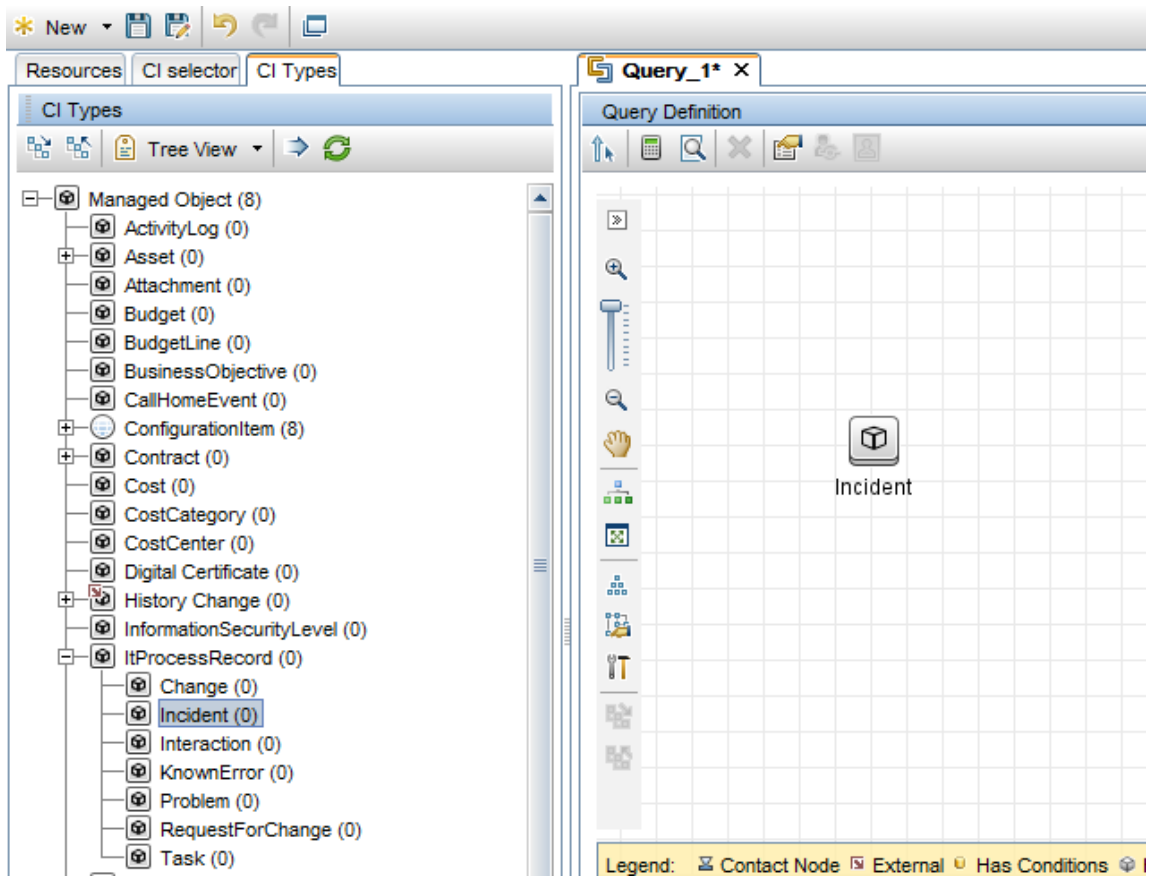 New
Resources CI selector CI Types
CI Types
Tree View
Managed Object (8)
ActivityLog (0)
Asset (0)
Attachment (0)
Budget (0)
BudgetLine (0)
BusinessObjective (0)
CallHomeEvent (0)
ConfigurationItem (8)
Contract (0)
Cost (0)
CostCategory (0)
CostCenter (0)
Digital Certificate (0)
History Change (0)
InformationSecurityLevel (0)
ItProcessRecord (0)
Change (0)
Incident (0)
Interaction (0)
KnownError (0)
Problem (0)
RequestForChange (0)
Task (0)
Query_1* X
Query Definition
Incident
Legend: Contact Node External Has Conditions